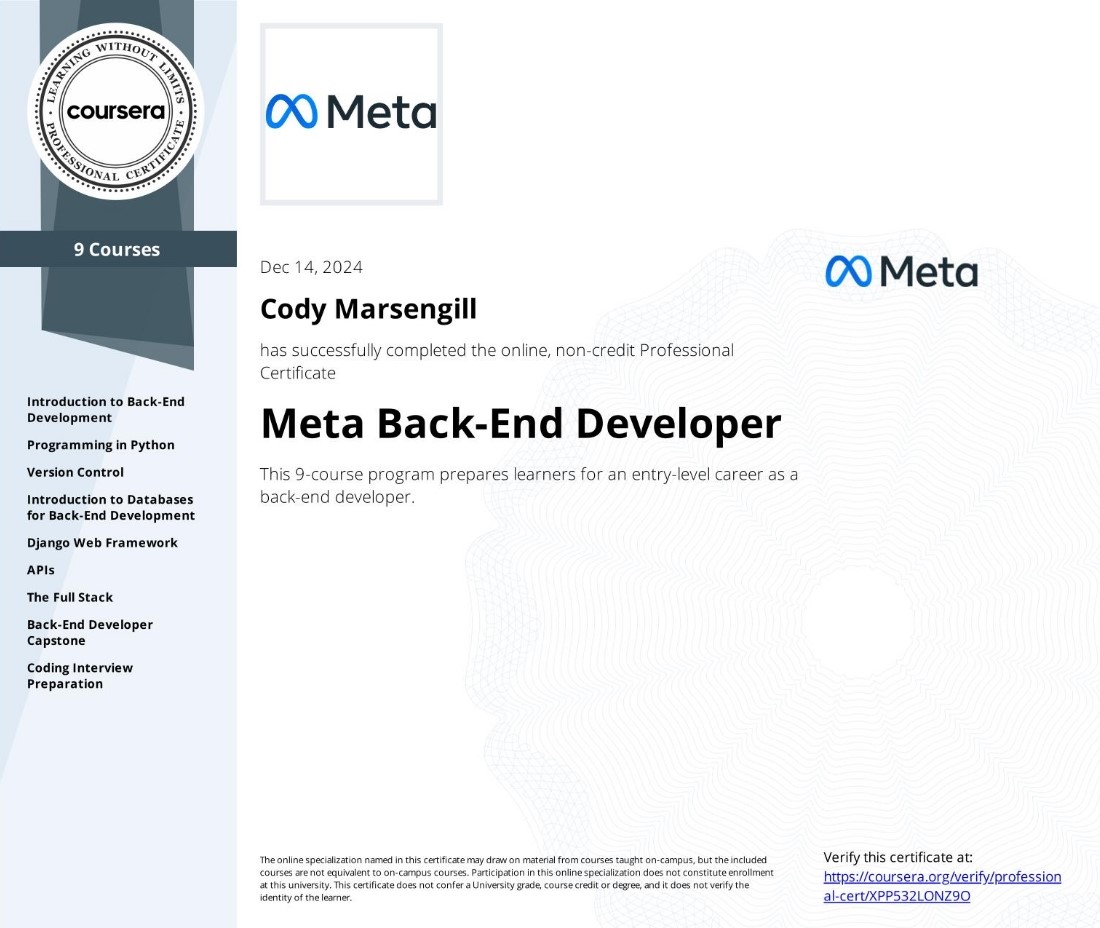 LEARNING WITHOUT LIMITS
coursera
PROFESSIONAL CERTIFICATE
9 Courses
Introduction to Back-End
Development
Programming in Python
Version Control
Introduction to Databases
for Back-End Development
Django Web Framework
APIs
The Full Stack
Back-End Developer
Capstone
Coding Interview
Preparation
Meta
Dec 14, 2024
Cody Marsengill
has successfully completed the online, non-credit Professional
Certificate
Meta Back-End Developer
This 9-course program prepares learners for an entry-level career as a
back-end developer.
Meta
The online specialization named in this certificate may draw on material from courses taught on-campus, but the included
courses are not equivalent to on-campus courses. Participation in this online specialization does not constitute enrollment
at this university. This certificate does not confer a University grade, course credit or degree, and it does not verify the
identity of the learner.
Verify this certificate at:
https://coursera.org/verify/profession
al-cert/XPP532LONZ9O